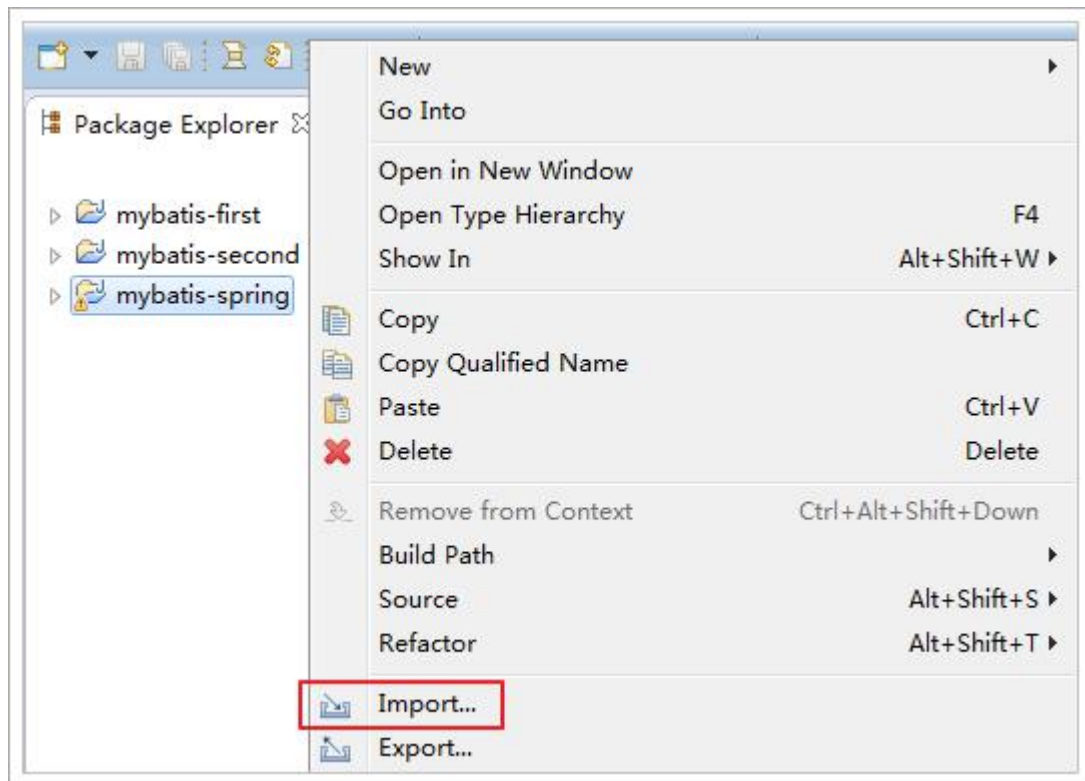 New
Go Into
Package Explorer
Open in New Window
mybatis-first
Open Type Hierarchy F4
mybatis-second
Show In Alt+Shift+W
mybatis-spring
Copy Ctrl+C
Copy Qualified Name
Paste Ctrl+V
Delete Delete
Remove from Context Ctrl+Alt+Shift+Down
Build Path
Source Alt+Shift+S
Refactor Alt+Shift+T
Import...
Export...